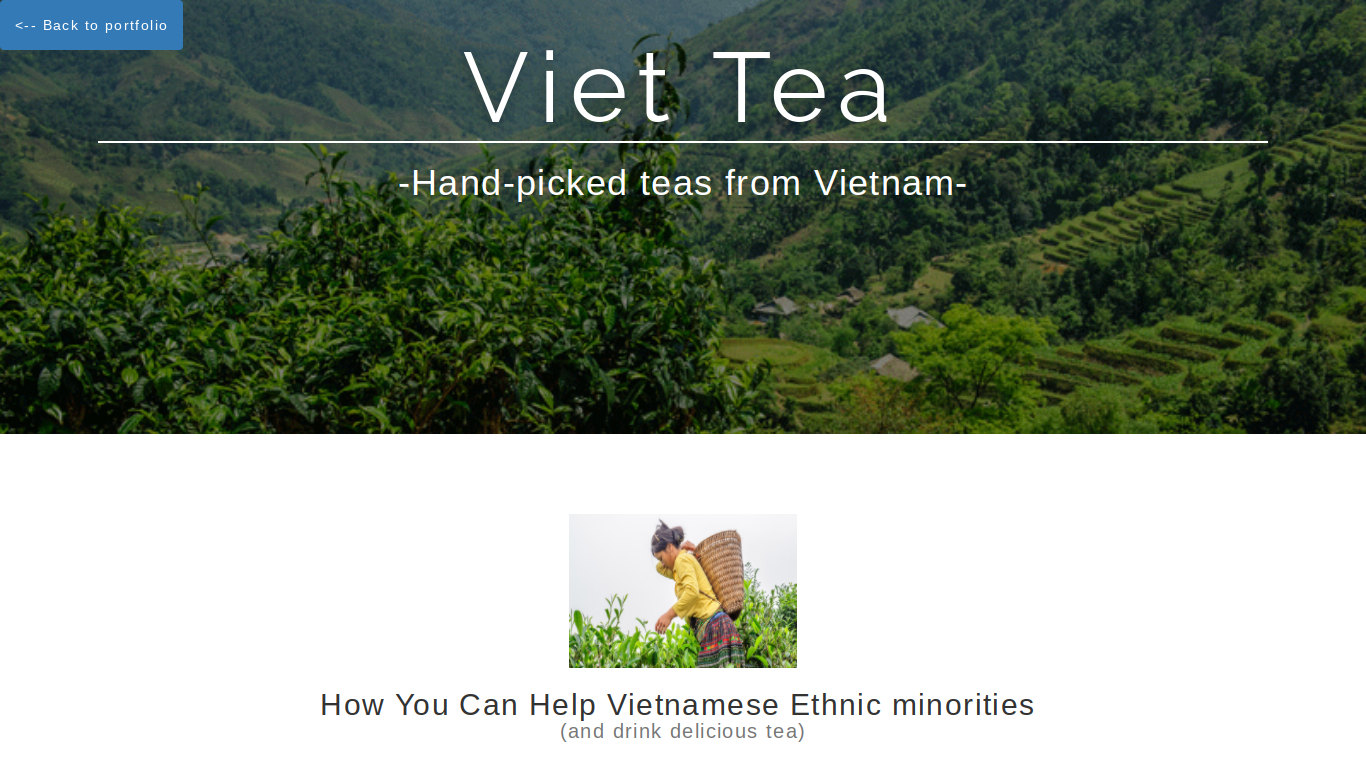 <-- Back to portfolio
Viet Tea
-Hand-picked teas from Vietnam-
How You Can Help Vietnamese Ethnic minorities
(and drink delicious tea)